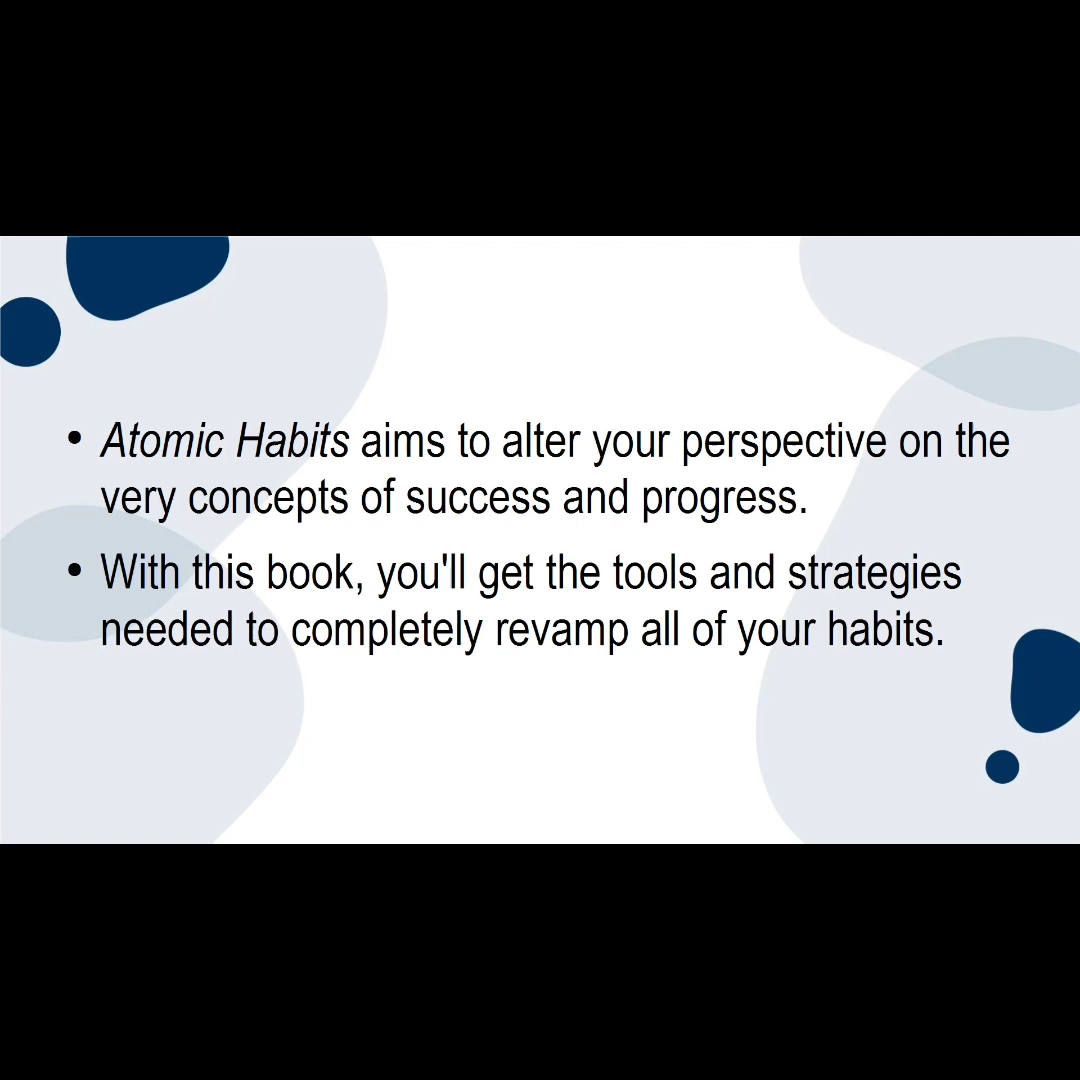 • Atomic Habits aims to alter your perspective on the
very concepts of success and progress.
• With this book, you'll get the tools and strategies
needed to completely revamp all of your habits.